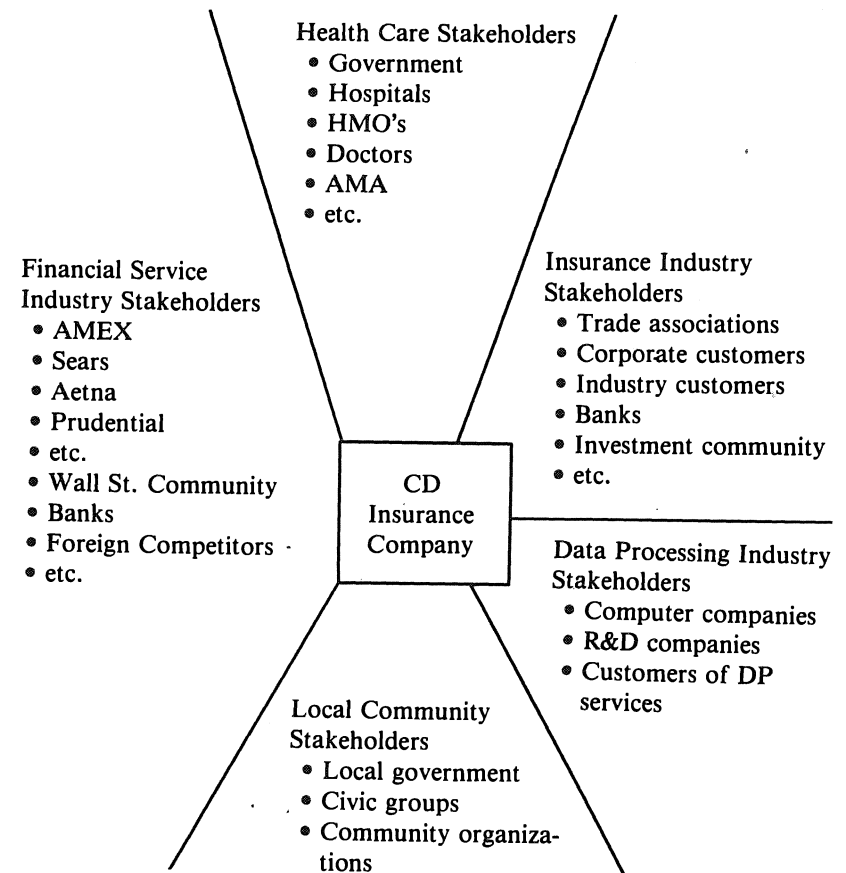 Health Care Stakeholders
• Government
• Hospitals
• HMO's
• Doctors
• AMA
• etc.
Financial Service
Industry Stakeholders
• AMEX
• Sears
• Aetna
• Prudential
• etc.
• Wall St. Community
• Banks
• Foreign Competitors
• etc.
Insurance Industry
Stakeholders
• Trade associations
• Corporate customers
• Industry customers
• Banks
• Investment community
• etc.
CD
Insurance
Company
Data Processing Industry
Stakeholders
• Computer companies
• R&D companies
• Customers of DP
services
Local Community
Stakeholders
• Local government
• Civic groups
• Community organiza-
tions